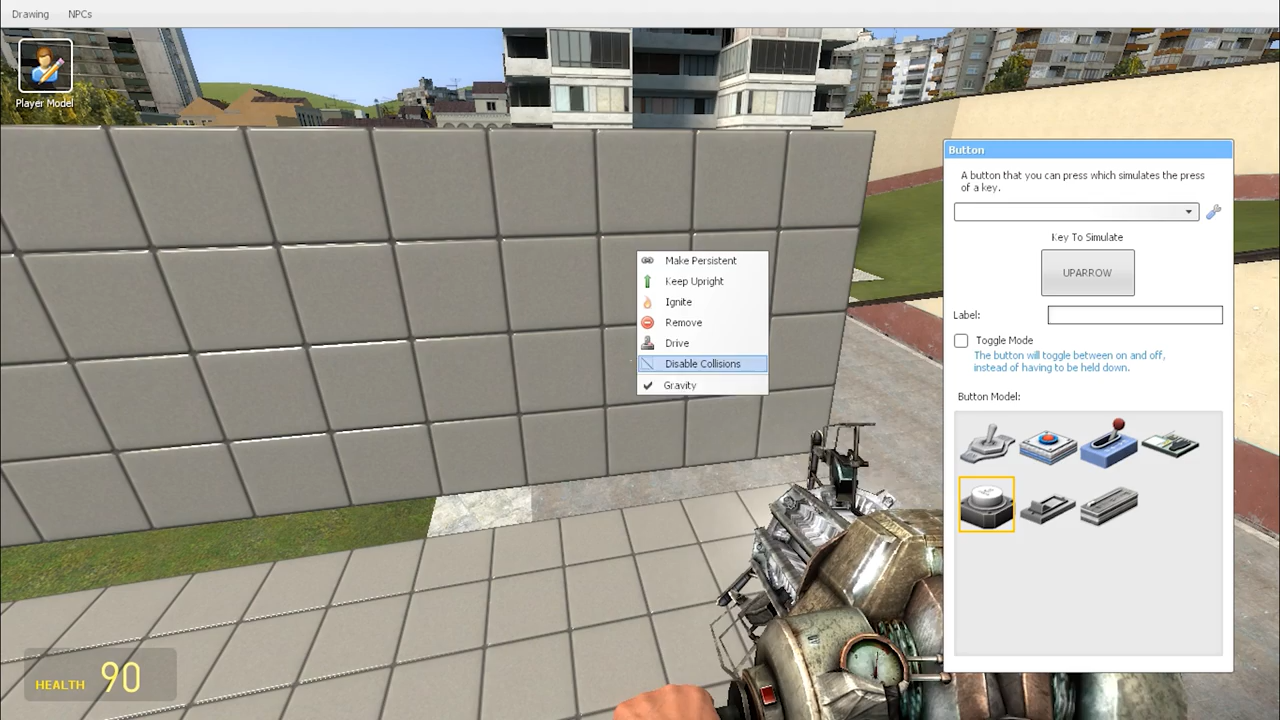 Drawing NPCs
Player Model
Make Persistent
Keep Upright
Ignite
Remove
Drive
Disable Collisions
Gravity
Button
A button that you can press which simulates the press
of a key.
Key To Simulate
UPARROW
Label:
Toggle Mode
The button will toggle between on and off,
instead of having to be held down.
Button Model:
HEALTH 90